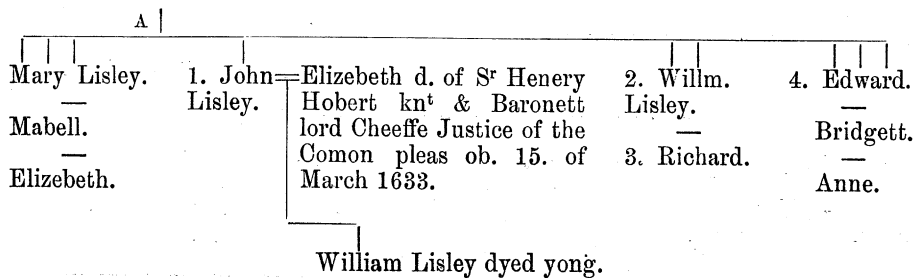 A
Mary Lisley.
—
Mabell.
—
Elizebeth.
1. John
Lisley.
Elizebeth d. of Sʳ Henery
Hobert knᵗ & Baronett
lord Cheeffe Justice of the
Comon pleas ob. 15. of
March 1633.
2. Willm.
Lisley.
—
3. Richard.
4. Edward.
—
Bridgett.
—
Anne.
William Lisley dyed yong.